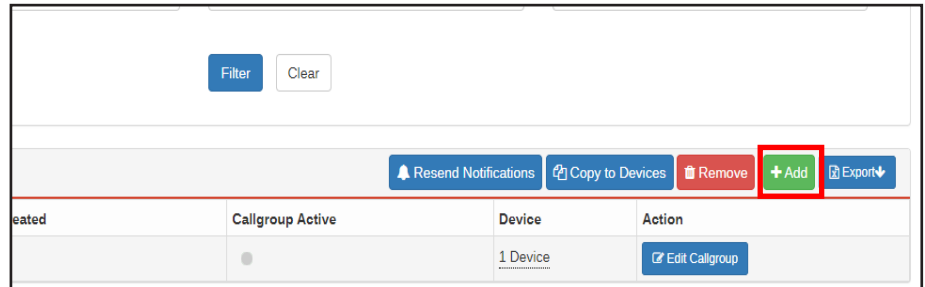 Filter Clear
Resend Notifications Copy to Devices Remove +Add Export
eated Callgroup Active Device Action
1 Device Edit Callgroup